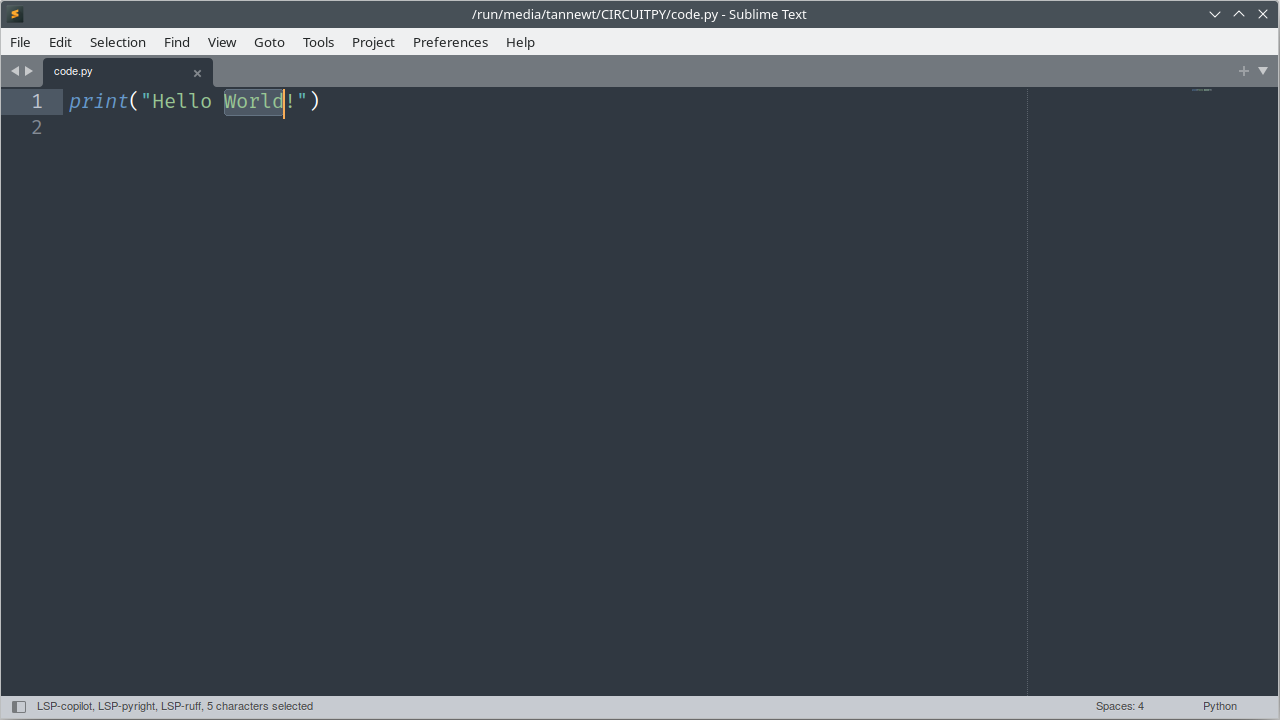 /run/media/tannewt/CIRCUITPY/code.py - Sublime Text
File Edit Selection Find View Goto Tools Project Preferences Help
code.py
1 print("Hello World!")
2
LSP-copilot, LSP-pyright, LSP-ruff, 5 characters selected Spaces: 4 Python